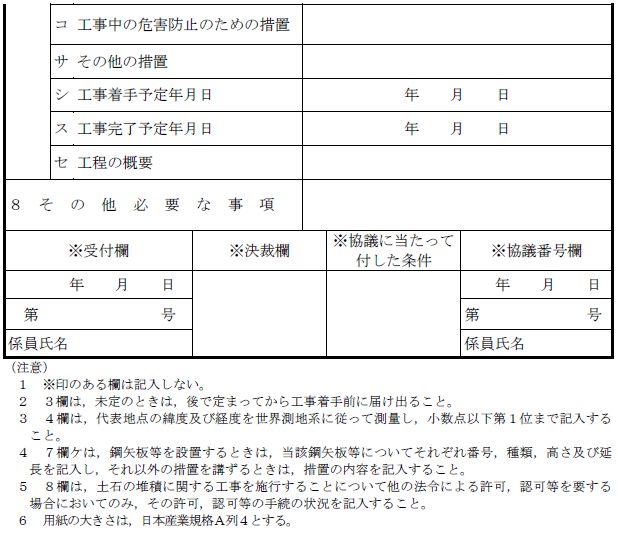 コ 工事中の危害防止のための措置
サ その他の措置
シ 工事着手予定年月日 年 月 日
ス 工事完了予定年月日 年 月 日
セ 工程の概要
８ そ の 他 必 要 な 事 項
※受付欄 ※決裁欄 ※協議に当たって ※協議番号欄
付した条件
年 月 日 年 月 日
第 号 第 号
係員氏名 係員氏名
（注意）
１ ※印のある欄は記入しない。
２ ３欄は，未定のときは，後で定まってから工事着手前に届け出ること。
３ ４欄は，代表地点の緯度及び経度を世界測地系に従って測量し，小数点以下第１位まで記入する
こと。
４ ７欄ケは，鋼矢板等を設置するときは，当該鋼矢板等についてそれぞれ番号，種類，高さ及び延
長を記入し，それ以外の措置を講ずるときは，措置の内容を記入すること。
５ ８欄は，土石の堆積に関する工事を施行することについて他の法令による許可，認可等を要する
場合においてのみ，その許可，認可等の手続の状況を記入すること。
６ 用紙の大きさは，日本産業規格Ａ列４とする。